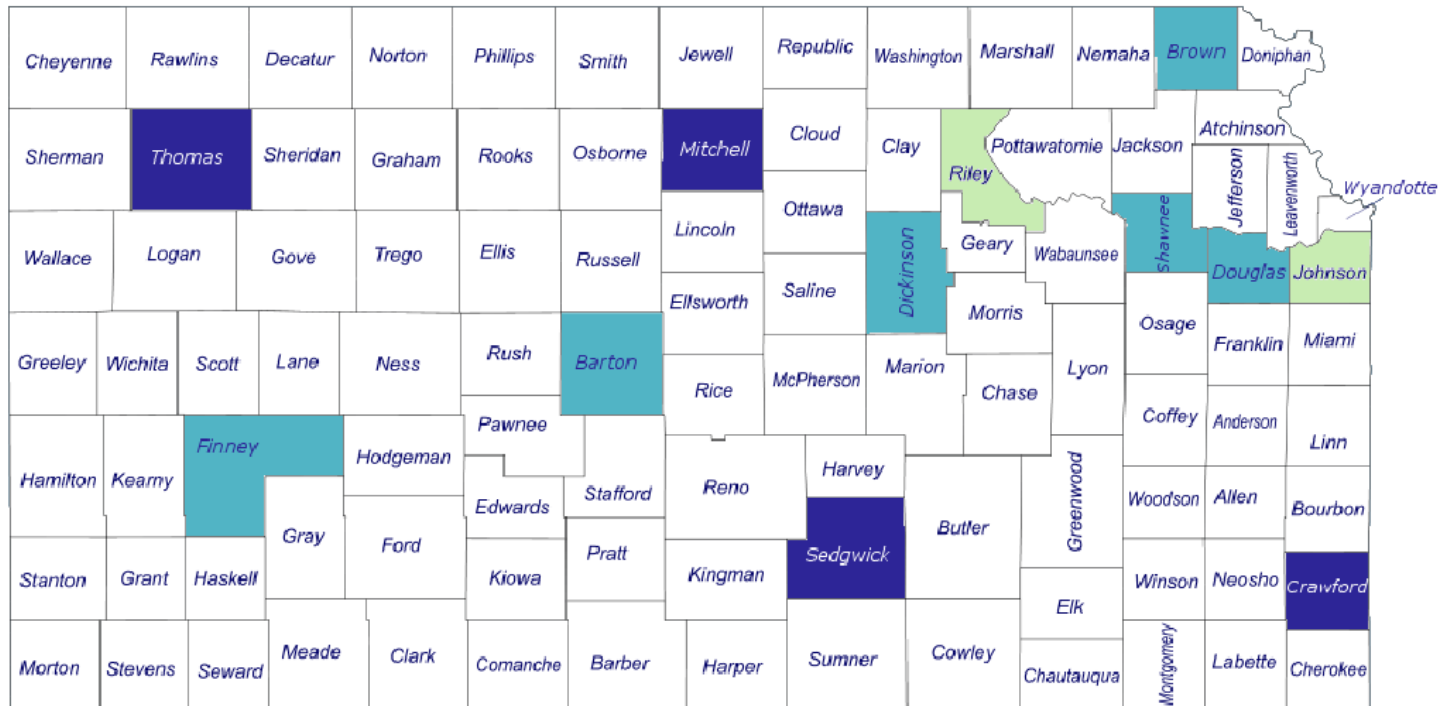 Cheyenne
Rawlins
Decatur
Norton
Phillips
Smith
Jewell
Republic
Washington
Marshall
Nemaha
Brown
Doniphan
Sherman
Thomas
Sheridan
Graham
Rooks
Osborne
Mitchell
Cloud
Clay
Riley
Pottawatomie
Jackson
Atchinson
Jefferson
Leavenworth
Wyandotte
Wallace
Logan
Gove
Trego
Ellis
Russell
Lincoln
Ottawa
Dickinson
Geary
Wabaunsee
Shawnee
Douglas
Johnson
Ellsworth
Saline
Morris
Osage
Franklin
Miami
Greeley
Wichita
Scott
Lane
Ness
Rush
Barton
Rice
McPherson
Marion
Chase
Lyon
Coffey
Anderson
Linn
Hamilton
Kearny
Finney
Hodgeman
Pawnee
Edwards
Stafford
Reno
Harvey
Butler
Greenwood
Woodson
Allen
Bourbon
Gray
Ford
Stanton
Grant
Haskell
Kiowa
Pratt
Kingman
Sedgwick
Elk
Winson
Neosho
Crawford
Morton
Stevens
Seward
Meade
Clark
Comanche
Barber
Harper
Sumner
Cowley
Chautauqua
Montgomery
Labette
Cherokee